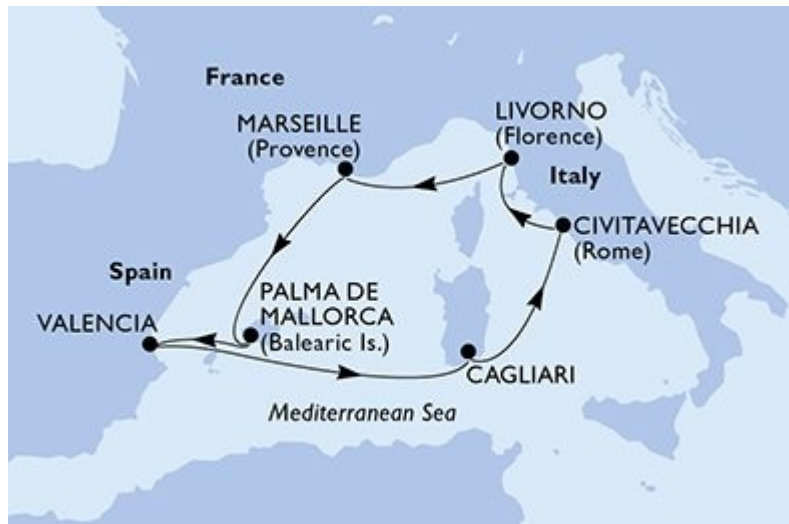 France
MARSEILLE
(Provence)
LIVORNO
(Florence)
Italy
CIVITAVECCHIA
(Rome)
Spain
VALENCIA
PALMA DE
MALLORCA
(Balearic Is.)
CAGLIARI
Mediterranean Sea